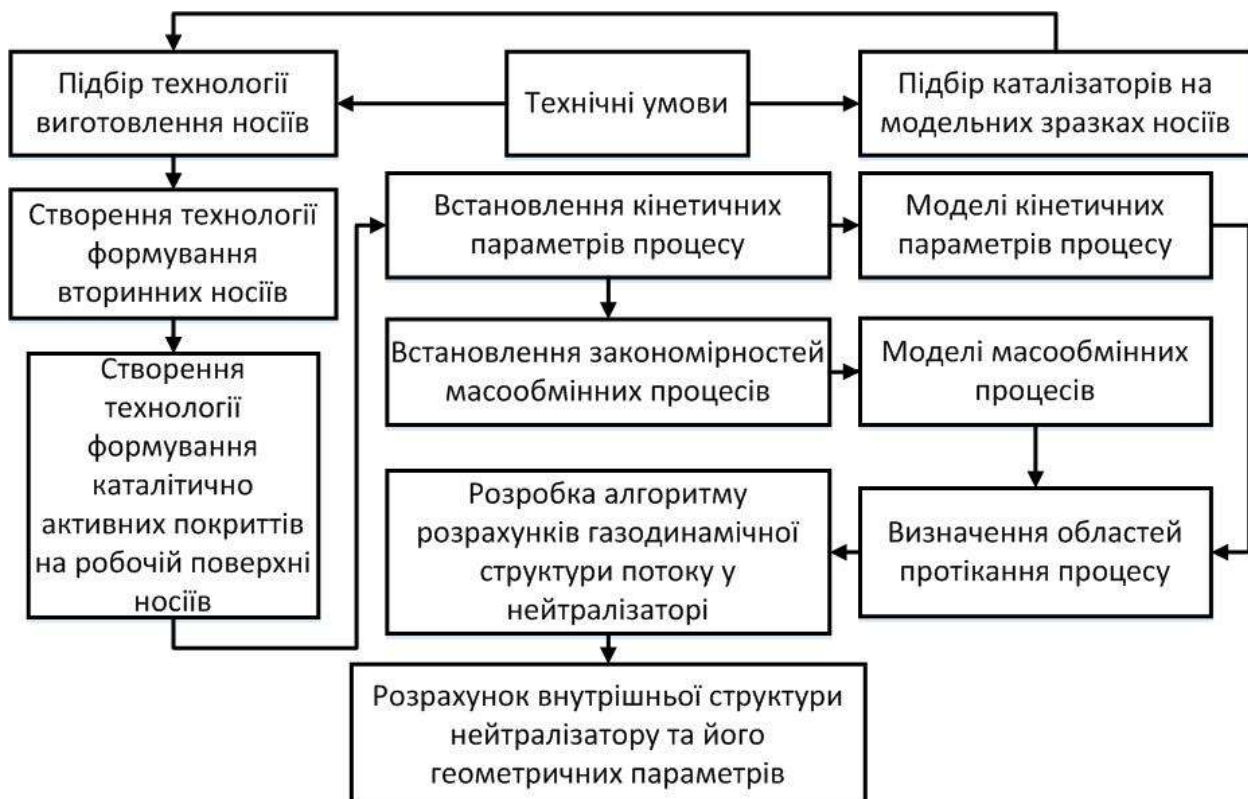 Підбір технології
виготовлення носіїв
Технічні умови
Підбір каталізаторів на
модельних зразках носіїв
Створення технології
формування
вторинних носіїв
Встановлення кінетичних
параметрів процесу
Моделі кінетичних
параметрів процесу
Створення
технології
формування
каталітично
активних покриттів
на робочій поверхні
носіїв
Встановлення закономірностей
масообмінних процесів
Моделі масообмінних
процесів
Розробка алгоритму
розрахунків газодинамічної
структури потоку у
нейтралізаторі
Визначення областей
протікання процесу
Розрахунок внутрішньої структури
нейтралізатору та його
геометричних параметрів